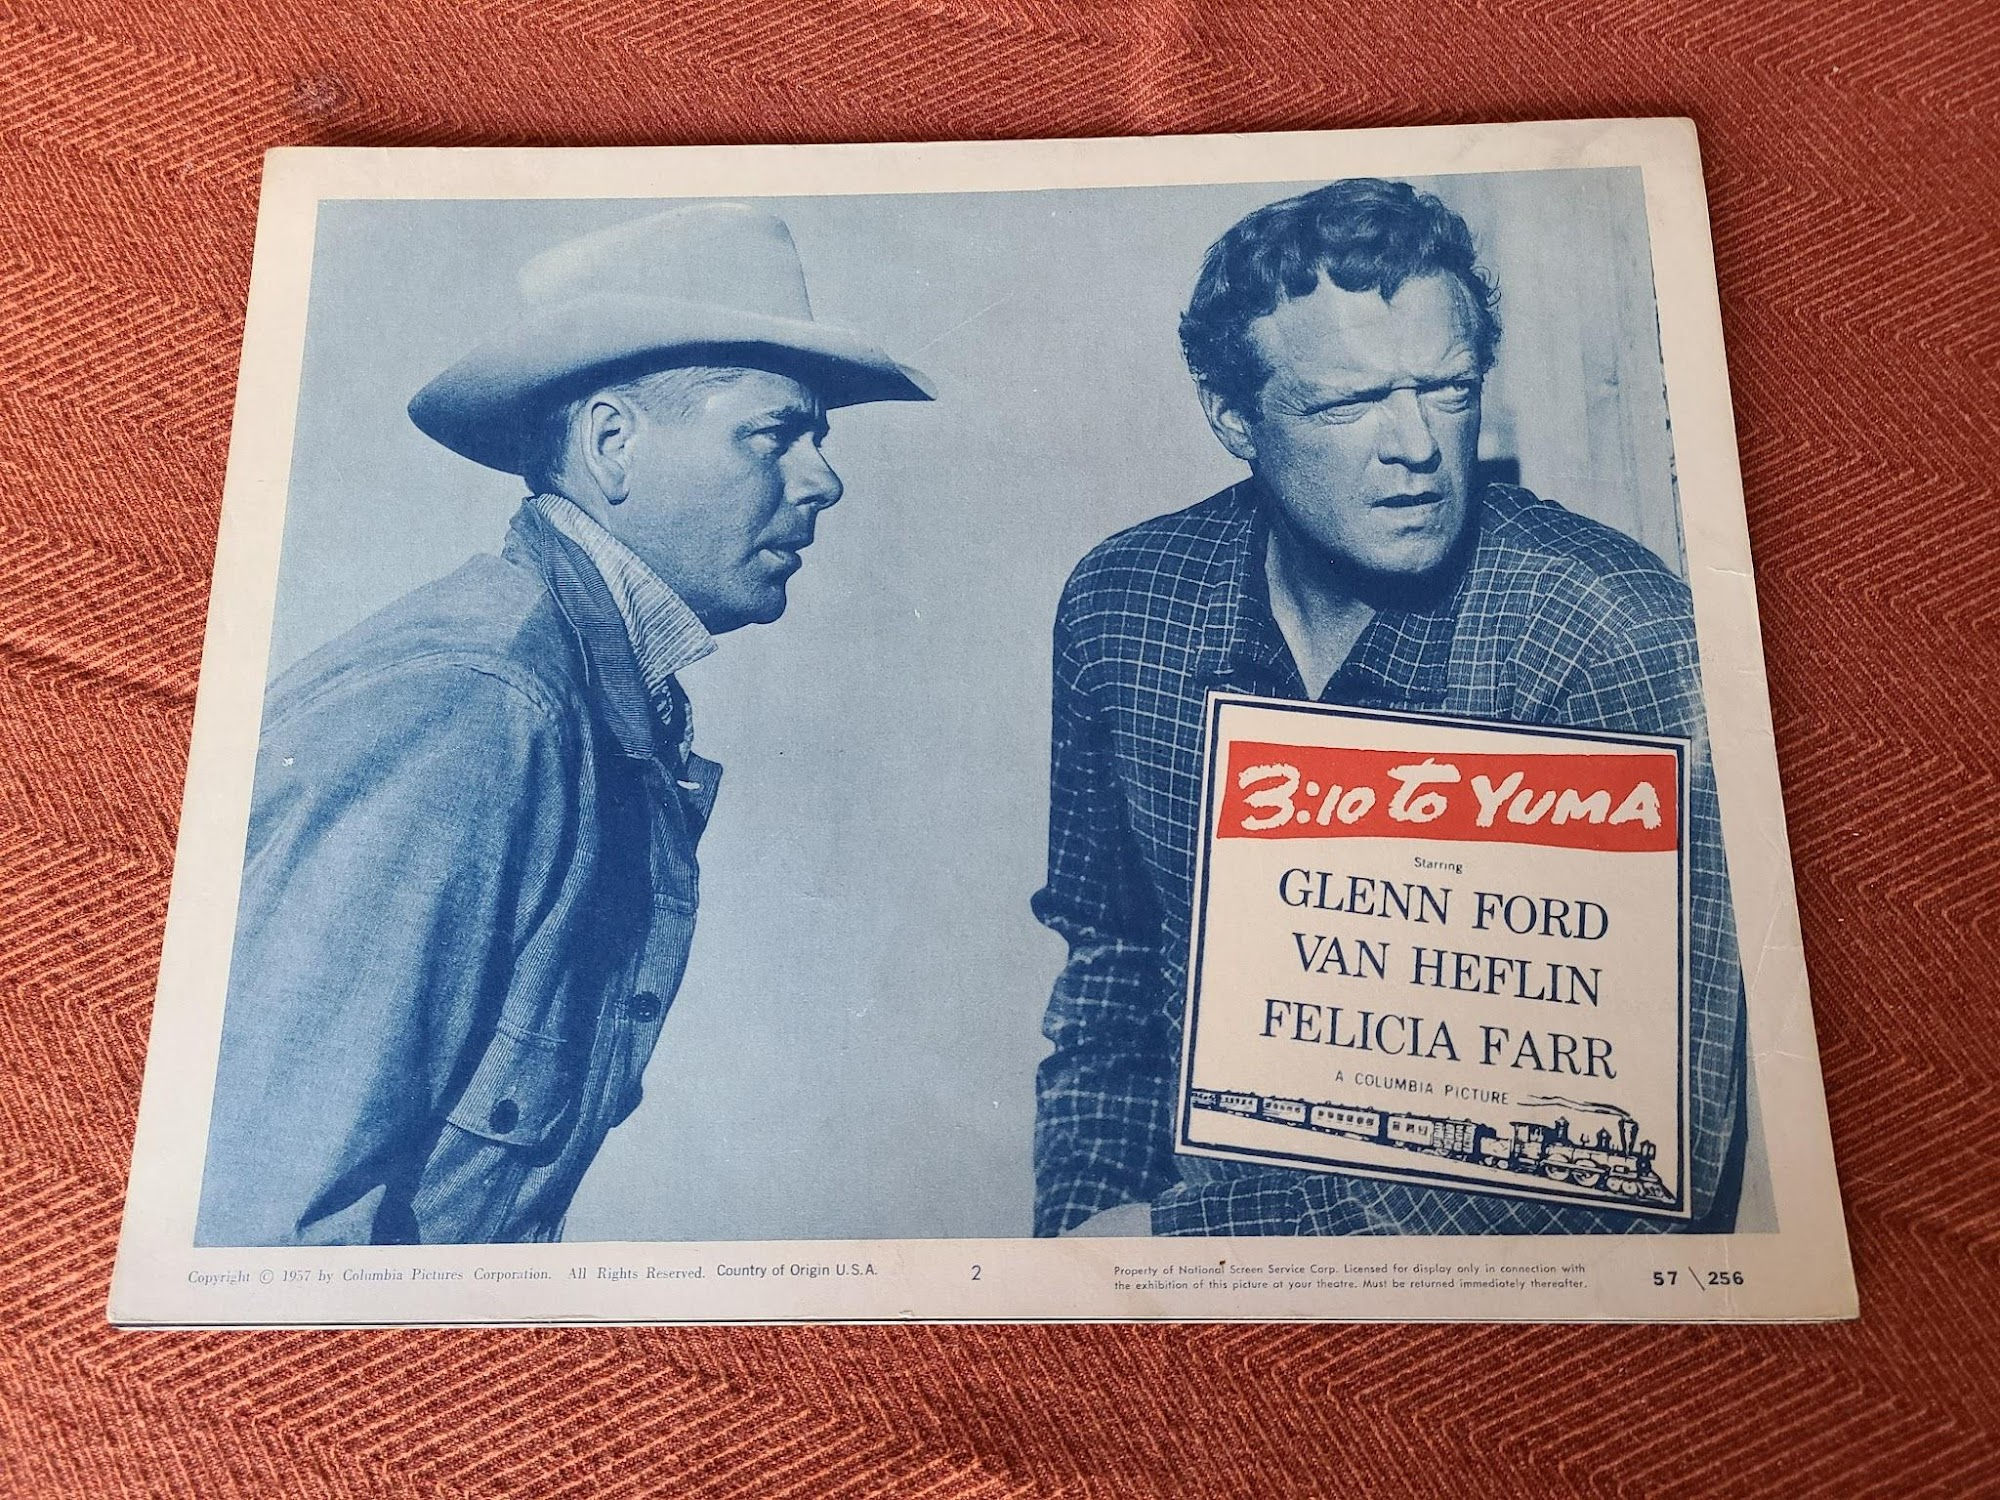 3:10 to YUMA
Starring
GLENN FORD
VAN HEFLIN
FELICIA FARR
A COLUMBIA PICTURE
Copyright © 1957 by Columbia Pictures Corporation. All Rights Reserved. Country of Origin U.S.A.
2
Property of National Screen Service Corp. Licensed for display only in connection with
the exhibition of this picture at your theatre. Must be returned immediately thereafter.
57 \ 256